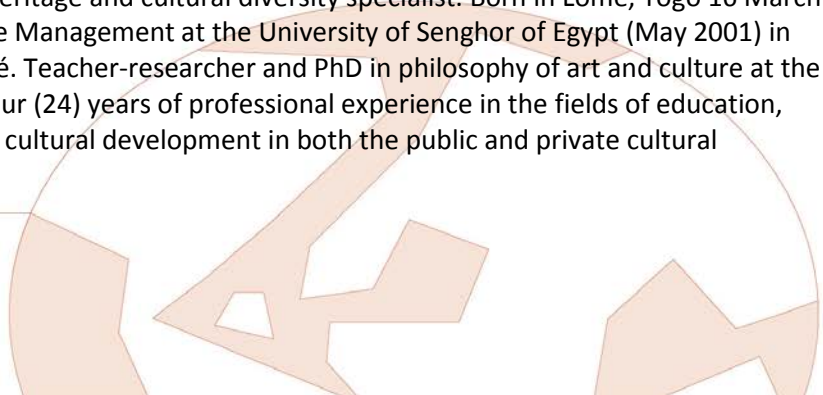 eritage and cultural diversity specialist. Born in Lomé, Togo 16 March
e Management at the University of Senghor of Egypt (May 2001) in
é. Teacher-researcher and PhD in philosophy of art and culture at the
ur (24) years of professional experience in the fields of education,
cultural development in both the public and private cultural